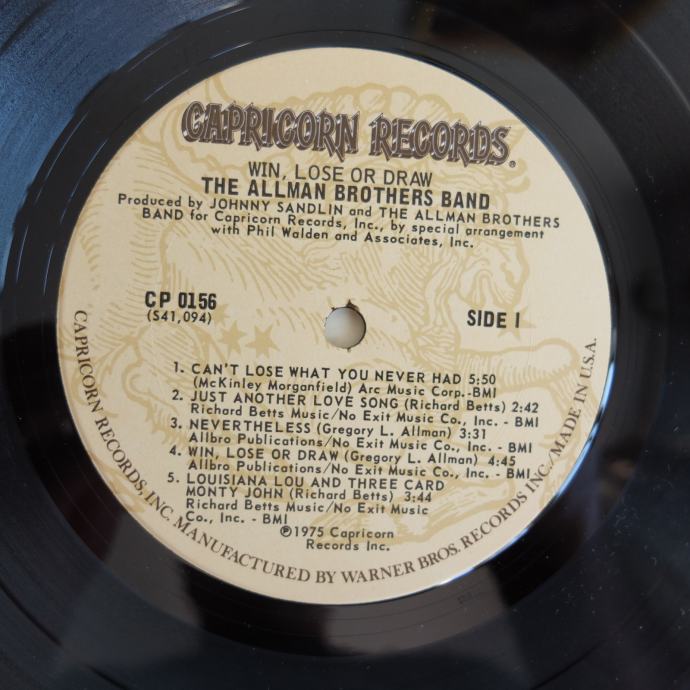 CAPRICORN RECORDS®
WIN, LOSE OR DRAW
THE ALLMAN BROTHERS BAND
Produced by JOHNNY SANDLIN and THE ALLMAN BROTHERS
BAND for Capricorn Records, Inc., by special arrangement
with Phil Walden and Associates, Inc.
CP 0156
(S41,094)
SIDE 1
1. CAN'T LOSE WHAT YOU NEVER HAD 5:50
(McKinley Morganfield) Arc Music Corp.-BMI
2. JUST ANOTHER LOVE SONG (Richard Betts) 2:42
Richard Betts Music/No Exit Music Co., Inc. - BMI
3. NEVERTHELESS (Gregory L. Allman) 3:31
Allbro Publications/No Exit Music Co., Inc. - BMI
4. WIN, LOSE OR DRAW (Gregory L. Allman) 4:45
Allbro Publications/No Exit Music Co., Inc. - BMI
5. LOUISIANA LOU AND THREE CARD
MONTY JOHN (Richard Betts) 3:44
Richard Betts Music/No Exit Music
Co., Inc. - BMI
℗1975 Capricorn
Records Inc.
CAPRICORN RECORDS, INC. MANUFACTURED BY WARNER BROS. RECORDS INC./MADE IN U.S.A.